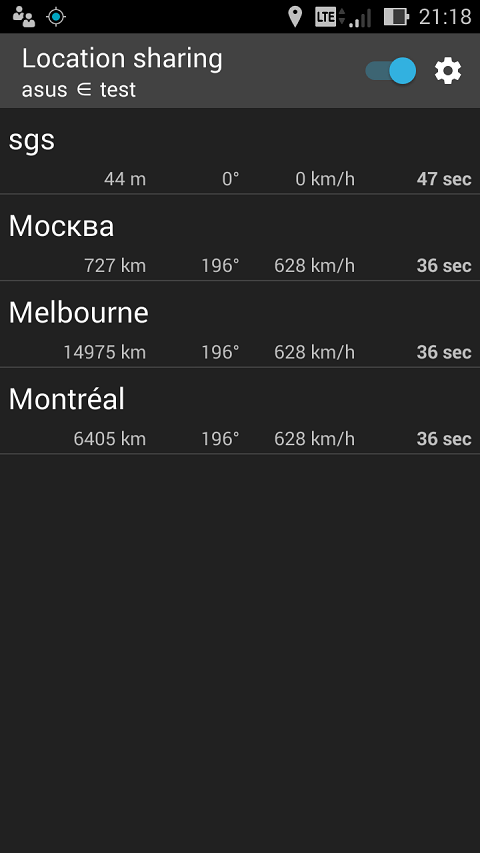 LTE 21:18
Location sharing
asus ∈ test
sgs
44 m 0° 0 km/h 47 sec
Москва
727 km 196° 628 km/h 36 sec
Melbourne
14975 km 196° 628 km/h 36 sec
Montréal
6405 km 196° 628 km/h 36 sec